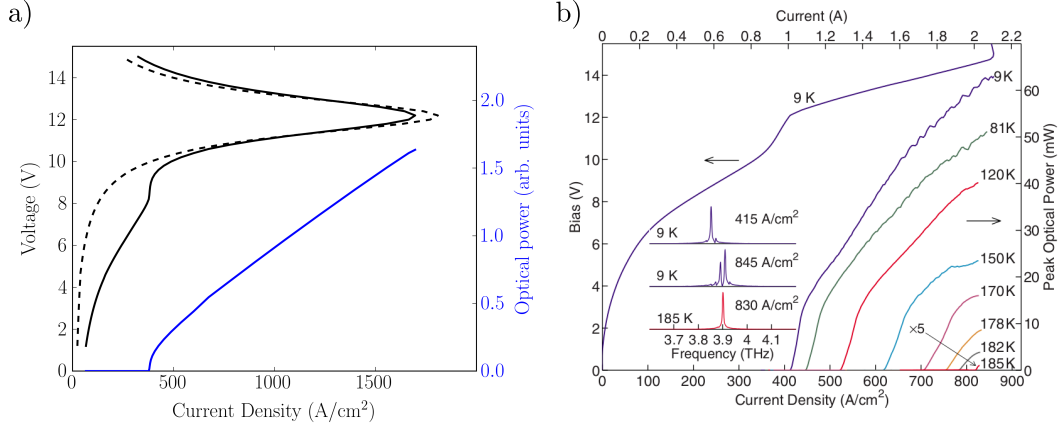 a)
14
12
10
8
6
4
2
0
Voltage (V)
0
500
1000
1500
Current Density (A/cm²)
2.0
1.5
1.0
0.5
0.0
Optical power (arb. units)
b)
Current (A)
0 0.2 0.4 0.6 0.8 1 1.2 1.4 1.6 1.8 2 2.2
14
12
10
8
6
4
2
0
Bias (V)
9 K
9K
81K
120K
150K
170K
178K
182K
185K
×5
9 K
415 A/cm²
9 K
845 A/cm²
185 K
830 A/cm²
3.7 3.8 3.9 4 4.1
Frequency (THz)
60
50
40
30
20
10
0
Peak Optical Power (mW)
0 100 200 300 400 500 600 700 800 900
Current Density (A/cm²)